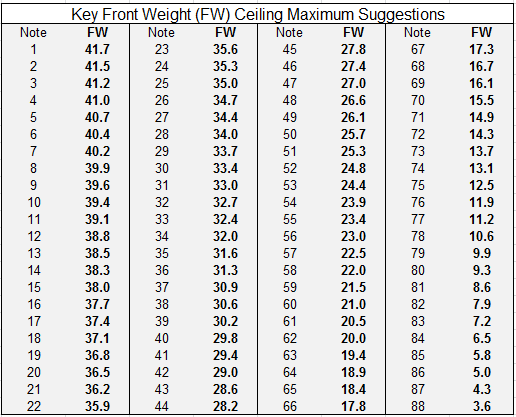 Key Front Weight (FW) Ceiling Maximum Suggestions
Note FW Note FW Note FW Note FW
1 41.7 23 35.6 45 27.8 67 17.3
2 41.5 24 35.3 46 27.4 68 16.7
3 41.2 25 35.0 47 27.0 69 16.1
4 41.0 26 34.7 48 26.6 70 15.5
5 40.7 27 34.4 49 26.1 71 14.9
6 40.4 28 34.0 50 25.7 72 14.3
7 40.2 29 33.7 51 25.3 73 13.7
8 39.9 30 33.4 52 24.8 74 13.1
9 39.6 31 33.0 53 24.4 75 12.5
10 39.4 32 32.7 54 23.9 76 11.9
11 39.1 33 32.4 55 23.4 77 11.2
12 38.8 34 32.0 56 23.0 78 10.6
13 38.5 35 31.6 57 22.5 79 9.9
14 38.3 36 31.3 58 22.0 80 9.3
15 38.0 37 30.9 59 21.5 81 8.6
16 37.7 38 30.6 60 21.0 82 7.9
17 37.4 39 30.2 61 20.5 83 7.2
18 37.1 40 29.8 62 20.0 84 6.5
19 36.8 41 29.4 63 19.4 85 5.8
20 36.5 42 29.0 64 18.9 86 5.0
21 36.2 43 28.6 65 18.4 87 4.3
22 35.9 44 28.2 66 17.8 88 3.6